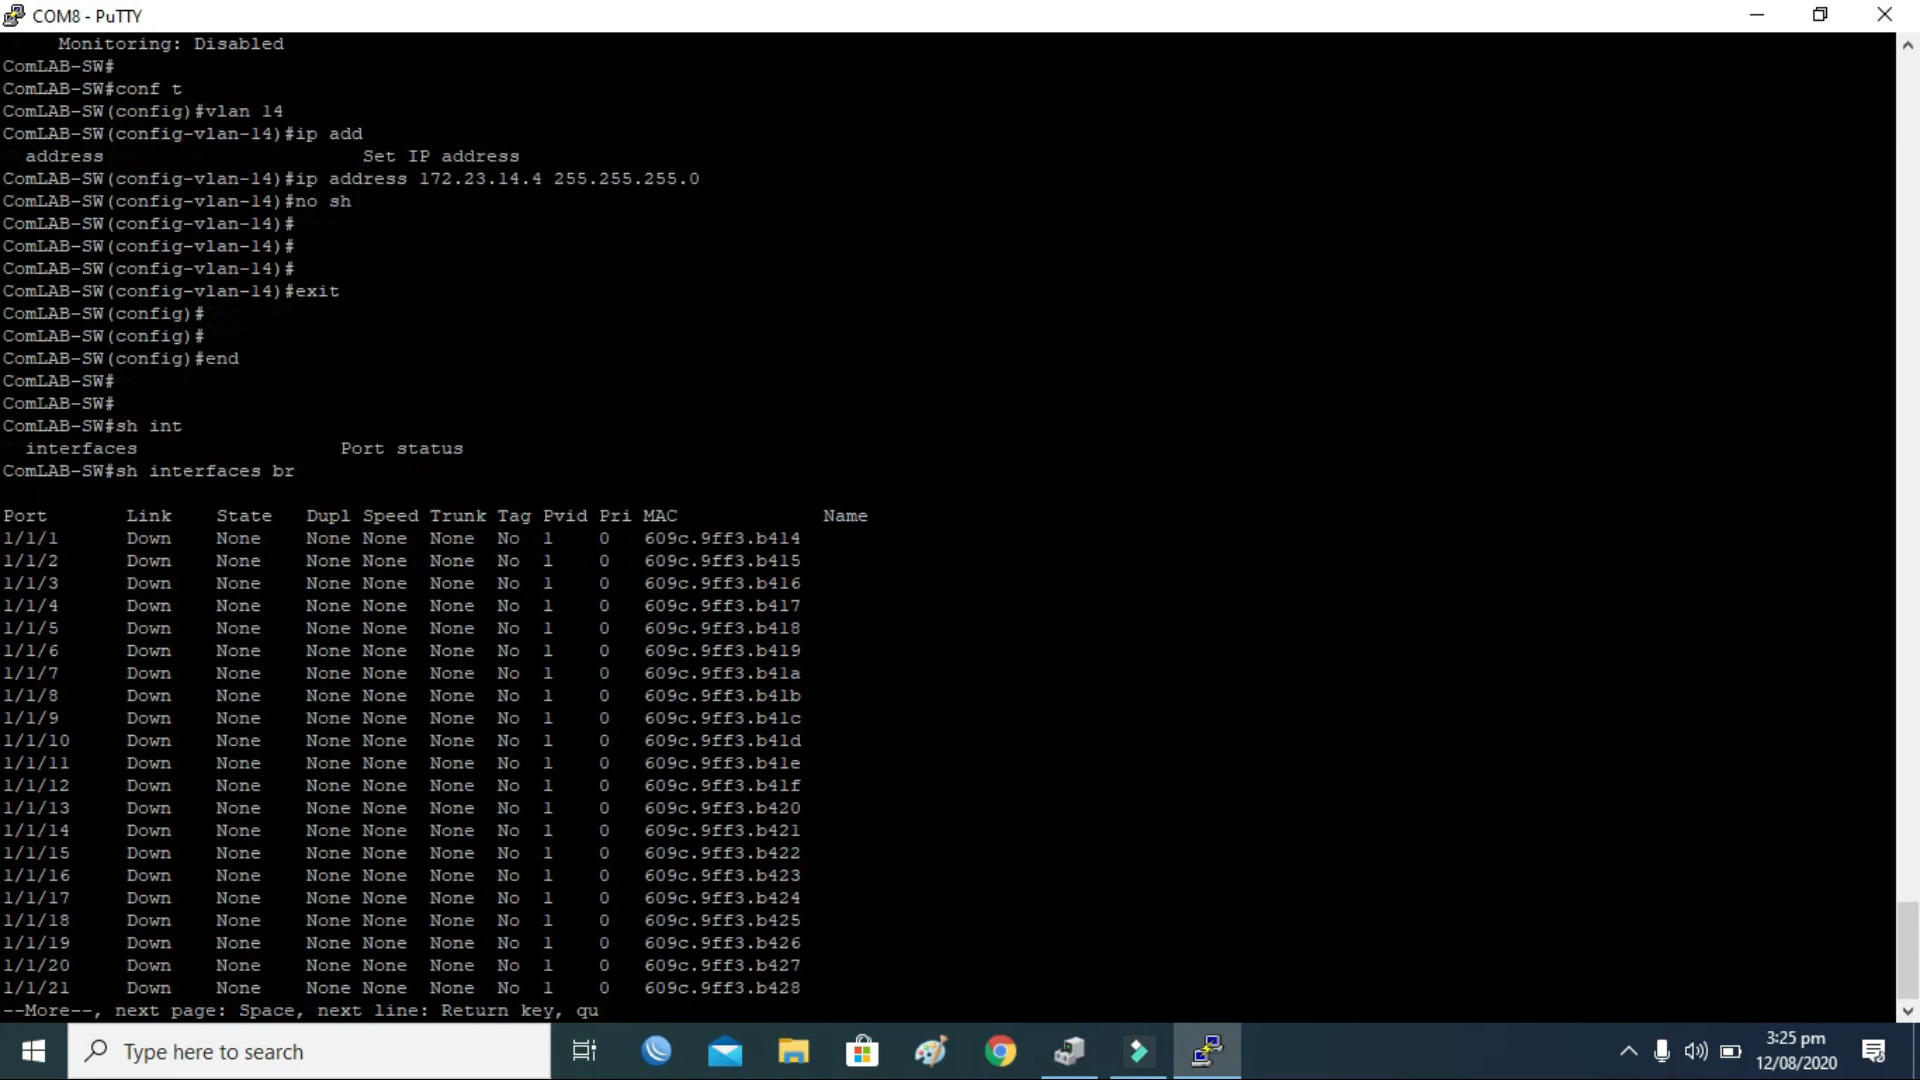 COM8 - PuTTY
Monitoring: Disabled
ComLAB-SW#
ComLAB-SW#conf t
ComLAB-SW(config)#vlan 14
ComLAB-SW(config-vlan-14)#ip add
address Set IP address
ComLAB-SW(config-vlan-14)#ip address 172.23.14.4 255.255.255.0
ComLAB-SW(config-vlan-14)#no sh
ComLAB-SW(config-vlan-14)#
ComLAB-SW(config-vlan-14)#
ComLAB-SW(config-vlan-14)#
ComLAB-SW(config-vlan-14)#exit
ComLAB-SW(config)#
ComLAB-SW(config)#
ComLAB-SW(config)#end
ComLAB-SW#
ComLAB-SW#
ComLAB-SW#sh int
interfaces Port status
ComLAB-SW#sh interfaces br
Port Link State Dupl Speed Trunk Tag Pvid Pri MAC Name
1/1/1 Down None None None None No 1 0 609c.9ff3.b414
1/1/2 Down None None None None No 1 0 609c.9ff3.b415
1/1/3 Down None None None None No 1 0 609c.9ff3.b416
1/1/4 Down None None None None No 1 0 609c.9ff3.b417
1/1/5 Down None None None None No 1 0 609c.9ff3.b418
1/1/6 Down None None None None No 1 0 609c.9ff3.b419
1/1/7 Down None None None None No 1 0 609c.9ff3.b41a
1/1/8 Down None None None None No 1 0 609c.9ff3.b41b
1/1/9 Down None None None None No 1 0 609c.9ff3.b41c
1/1/10 Down None None None None No 1 0 609c.9ff3.b41d
1/1/11 Down None None None None No 1 0 609c.9ff3.b41e
1/1/12 Down None None None None No 1 0 609c.9ff3.b41f
1/1/13 Down None None None None No 1 0 609c.9ff3.b420
1/1/14 Down None None None None No 1 0 609c.9ff3.b421
1/1/15 Down None None None None No 1 0 609c.9ff3.b422
1/1/16 Down None None None None No 1 0 609c.9ff3.b423
1/1/17 Down None None None None No 1 0 609c.9ff3.b424
1/1/18 Down None None None None No 1 0 609c.9ff3.b425
1/1/19 Down None None None None No 1 0 609c.9ff3.b426
1/1/20 Down None None None None No 1 0 609c.9ff3.b427
1/1/21 Down None None None None No 1 0 609c.9ff3.b428
--More--, next page: Space, next line: Return key, qu
Type here to search
3:25 pm
12/08/2020